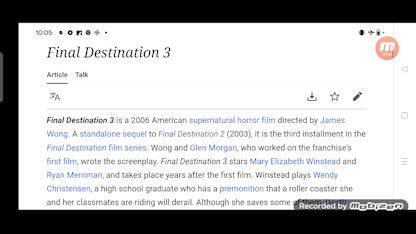 10:05
Final Destination 3
Article Talk
Final Destination 3 is a 2006 American supernatural horror film directed by James
Wong. A standalone sequel to Final Destination 2 (2003), it is the third installment in the
Final Destination film series. Wong and Glen Morgan, who worked on the franchise's
first film, wrote the screenplay. Final Destination 3 stars Mary Elizabeth Winstead and
Ryan Merriman, and takes place years after the first film. Winstead plays Wendy
Christensen, a high school graduate who has a premonition that a roller coaster she
and her classmates are riding will derail. Although she saves some of them, Death
Recorded by Mobizen